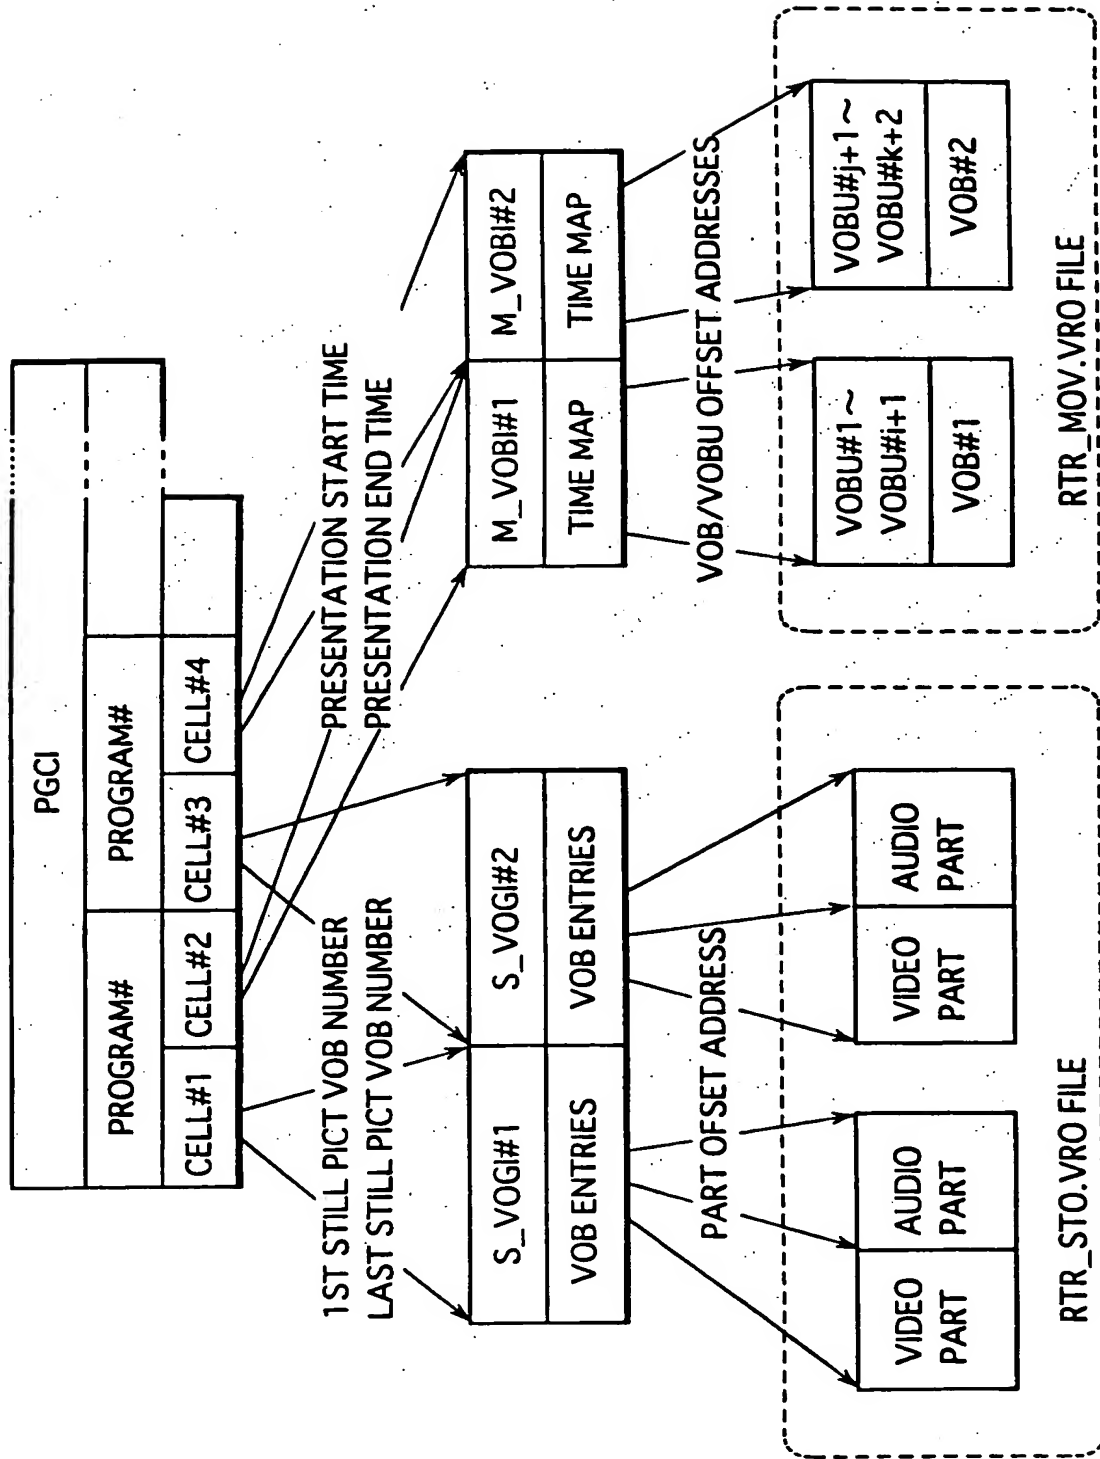 PGCI
PROGRAM#
PROGRAM#
CELL#1
CELL#2
CELL#3
CELL#4
1ST STILL PICT VOB NUMBER
LAST STILL PICT VOB NUMBER
PRESENTATION START TIME
PRESENTATION END TIME
S_VOGI#1
S_VOGI#2
VOB ENTRIES
VOB ENTRIES
M_VOBI#1
M_VOBI#2
TIME MAP
TIME MAP
PART OFFSET ADDRESS
VOB/VOBU OFFSET ADDRESSES
VIDEO
PART
AUDIO
PART
VIDEO
PART
AUDIO
PART
RTR_STO.VRO FILE
VOBU#1~
VOBU#i+1
VOB#1
VOBU#j+1~
VOBU#k+2
VOB#2
RTR_MOV.VRO FILE